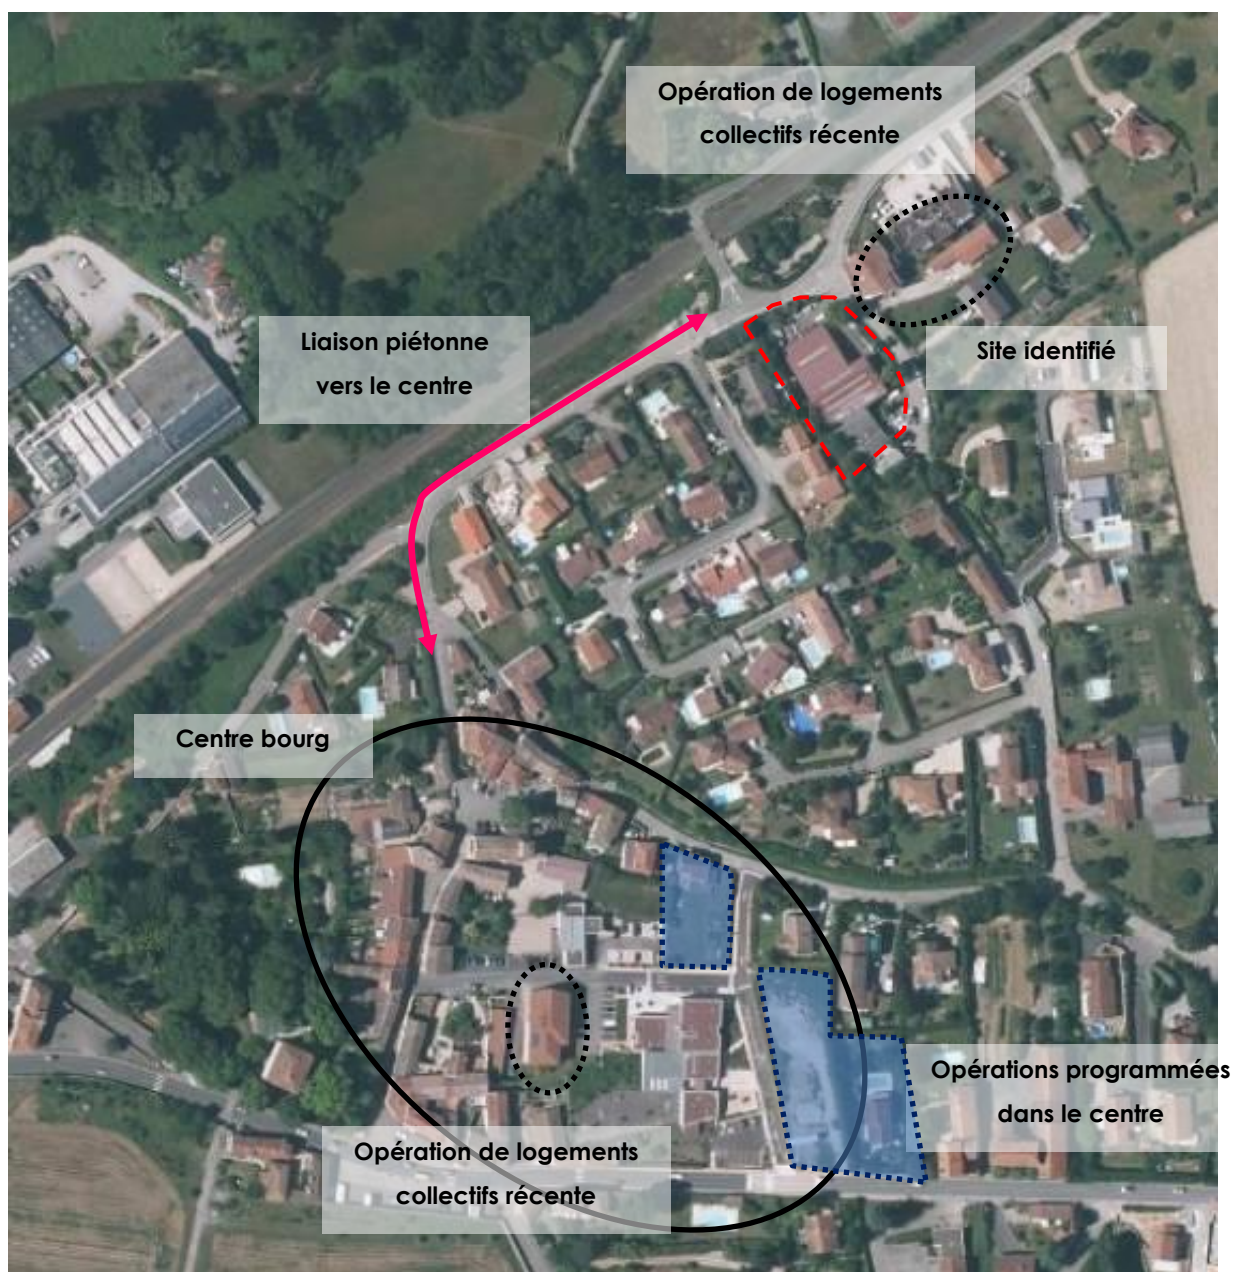 Opération de logements
collectifs récente
Liaison piétonne
vers le centre
Site identifié
Centre bourg
Opérations programmées
dans le centre
Opération de logements
collectifs récente